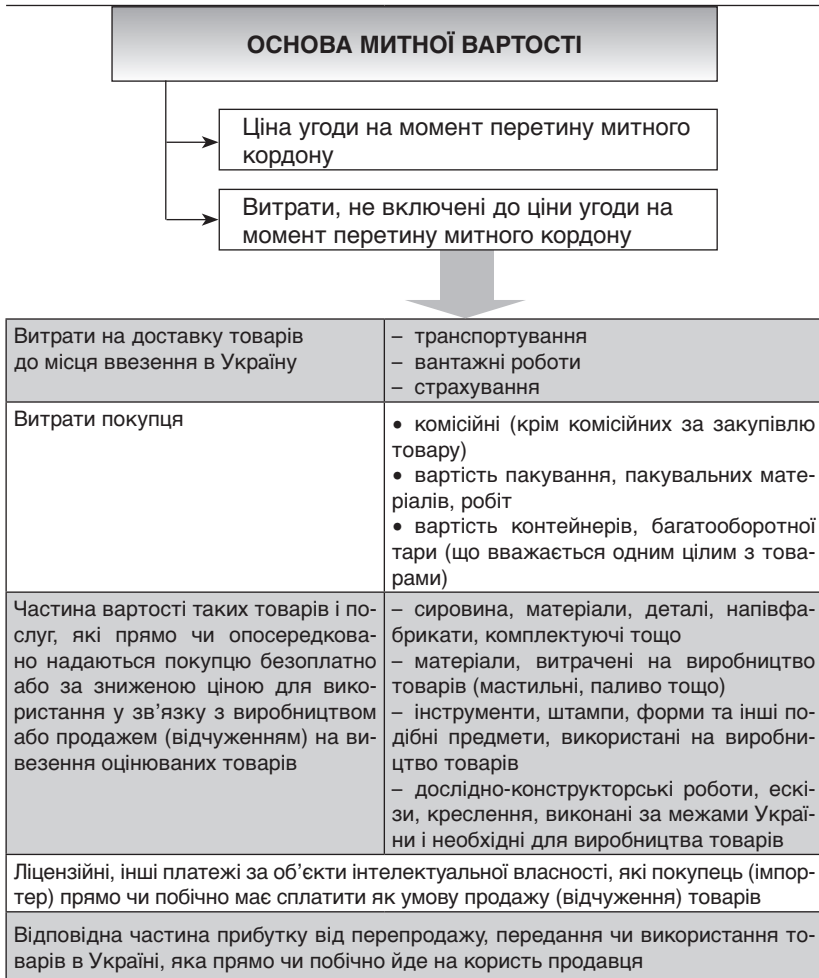 ОСНОВА МИТНОЇ ВАРТОСТІ
Ціна угоди на момент перетину митного
кордону
Витрати, не включені до ціни угоди на
момент перетину митного кордону
Витрати на доставку товарів
до місця ввезення в Україну
– транспортування
– вантажні роботи
– страхування
Витрати покупця
• комісійні (крім комісійних за закупівлю
товару)
• вартість пакування, пакувальних мате-
ріалів, робіт
• вартість контейнерів, багатооборотної
тари (що вважається одним цілим з това-
рами)
Частина вартості таких товарів і по-
слуг, які прямо чи опосередкова-
но надаються покупцю безоплатно
або за зниженою ціною для вико-
ристання у зв’язку з виробництвом
або продажем (відчуженням) на ви-
везення оцінюваних товарів
– сировина, матеріали, деталі, напівфа-
брикати, комплектуючі тощо
– матеріали, витрачені на виробництво
товарів (мастильні, паливо тощо)
– інструменти, штампи, форми та інші по-
дібні предмети, використані на виробни-
цтво товарів
– дослідно-конструкторські роботи, ескі-
зи, креслення, виконані за межами Украї-
ни і необхідні для виробництва товарів
Ліцензійні, інші платежі за об’єкти інтелектуальної власності, які покупець (імпор-
тер) прямо чи побічно має сплатити як умову продажу (відчуження) товарів
Відповідна частина прибутку від перепродажу, передання чи використання то-
варів в Україні, яка прямо чи побічно йде на користь продавця